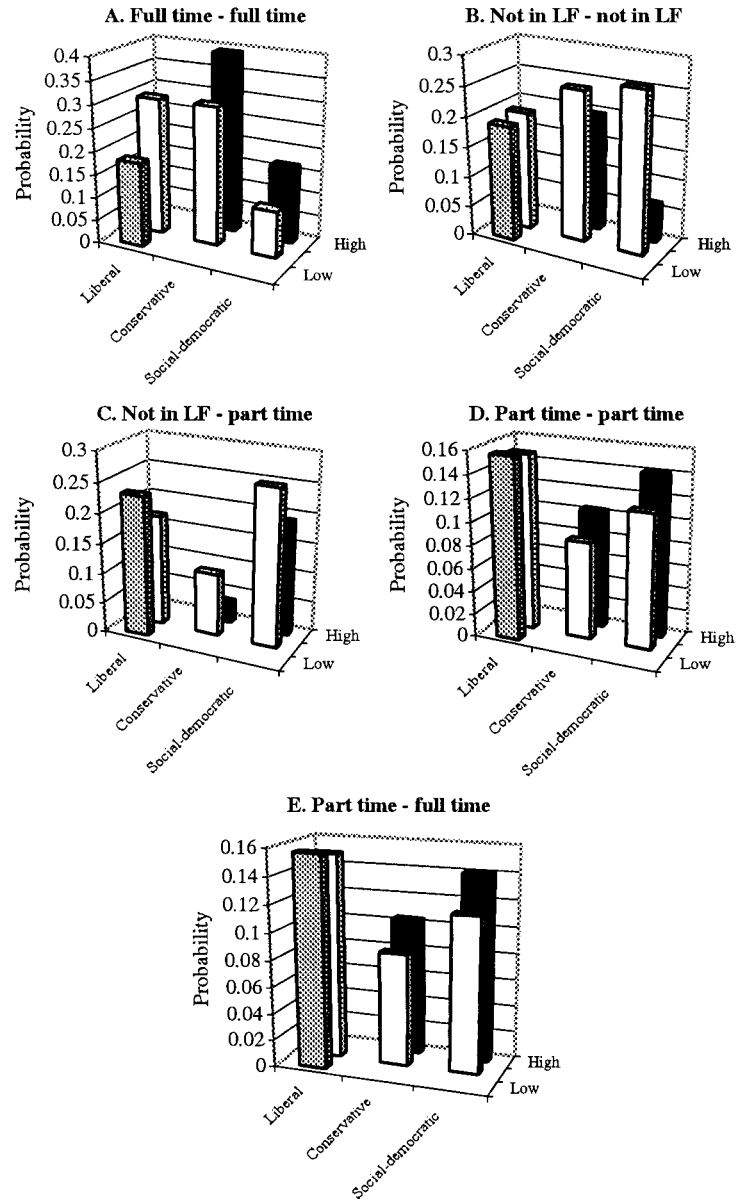 A. Full time - full time
0.4
0.35
0.3
0.25
0.2
0.15
0.1
0.05
0
Probability
Liberal
Conservative
Social-democratic
High
Low
B. Not in LF - not in LF
0.3
0.25
0.2
0.15
0.1
0.05
0
Probability
Liberal
Conservative
Social-democratic
High
Low
C. Not in LF - part time
0.3
0.25
0.2
0.15
0.1
0.05
0
Probability
Liberal
Conservative
Social-democratic
High
Low
D. Part time - part time
0.16
0.14
0.12
0.1
0.08
0.06
0.04
0.02
0
Probability
Liberal
Conservative
Social-democratic
High
Low
E. Part time - full time
0.16
0.14
0.12
0.1
0.08
0.06
0.04
0.02
0
Probability
Liberal
Conservative
Social-democratic
High
Low